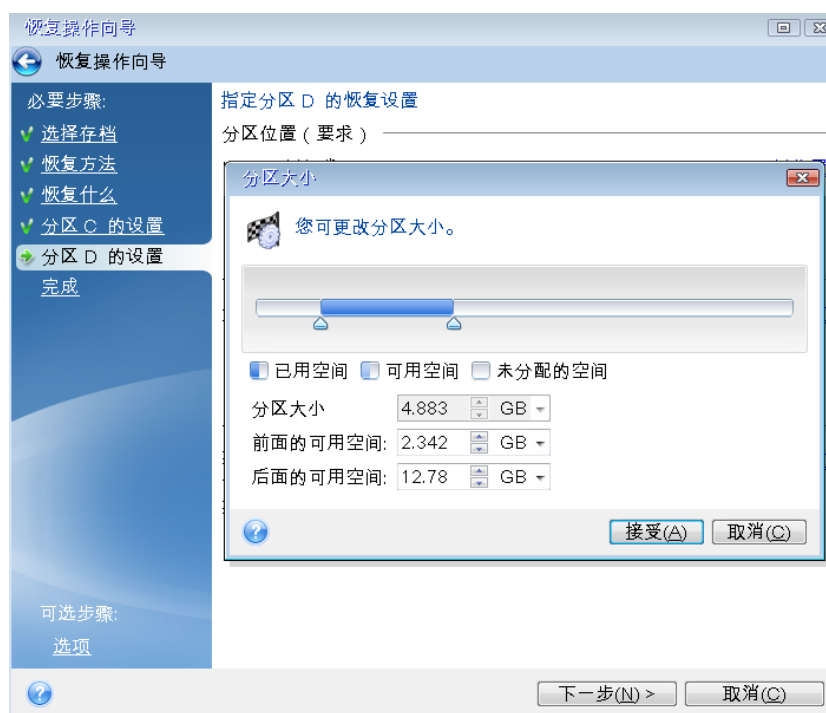 恢复操作向导
恢复操作向导
必要步骤:
选择存档
恢复方法
恢复什么
分区 C 的设置
分区 D 的设置
完成
可选步骤:
选项
指定分区 D 的恢复设置
分区位置 ( 要求 )
分区大小
您可更改分区大小。
已用空间 可用空间 未分配的空间
分区大小 4.883 GB
前面的可用空间: 2.342 GB
后面的可用空间: 12.78 GB
接受(A) 取消(C)
下一步(N) > 取消(C)